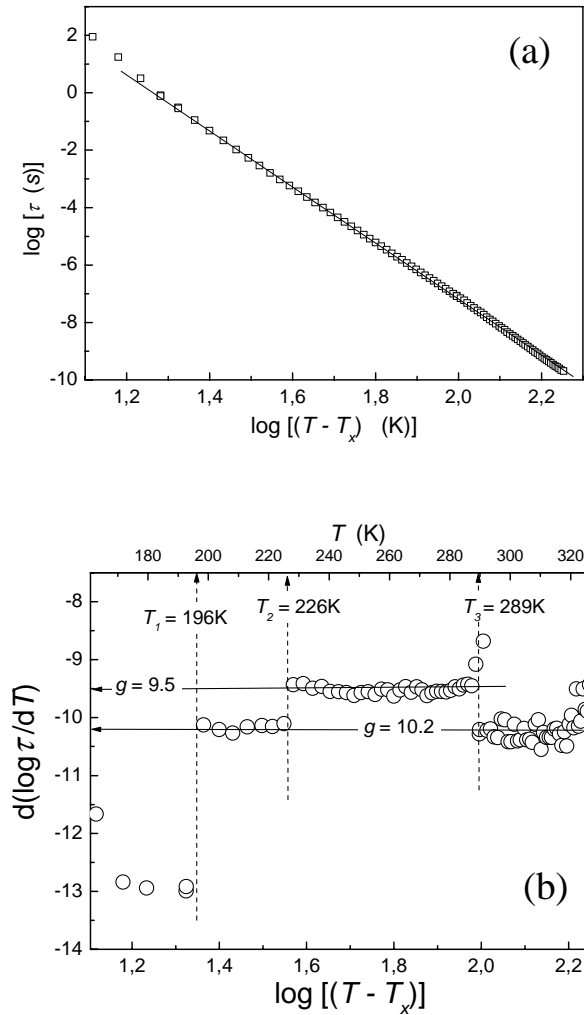 (a)
log [τ (s)]
2
0
-2
-4
-6
-8
-10
1,2 1,4 1,6 1,8 2,0 2,2
log [(T - Tₓ) (K)]
T (K)
180 200 220 240 260 280 300 320
T₁ = 196K
T₂ = 226K
T₃ = 289K
g = 9.5
g = 10.2
d(logτ/dT)
-7
-8
-9
-10
-11
-12
-13
-14
(b)
1,2 1,4 1,6 1,8 2,0 2,2
log [(T - Tₓ)]